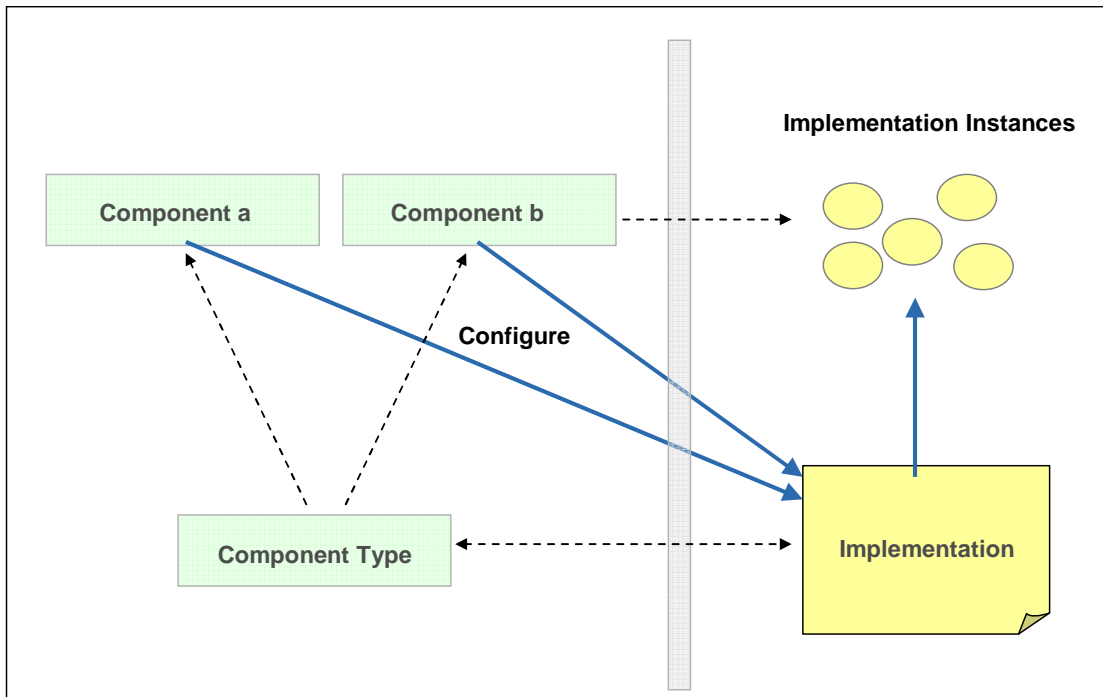 Implementation Instances
Component a
Component b
Configure
Component Type
Implementation